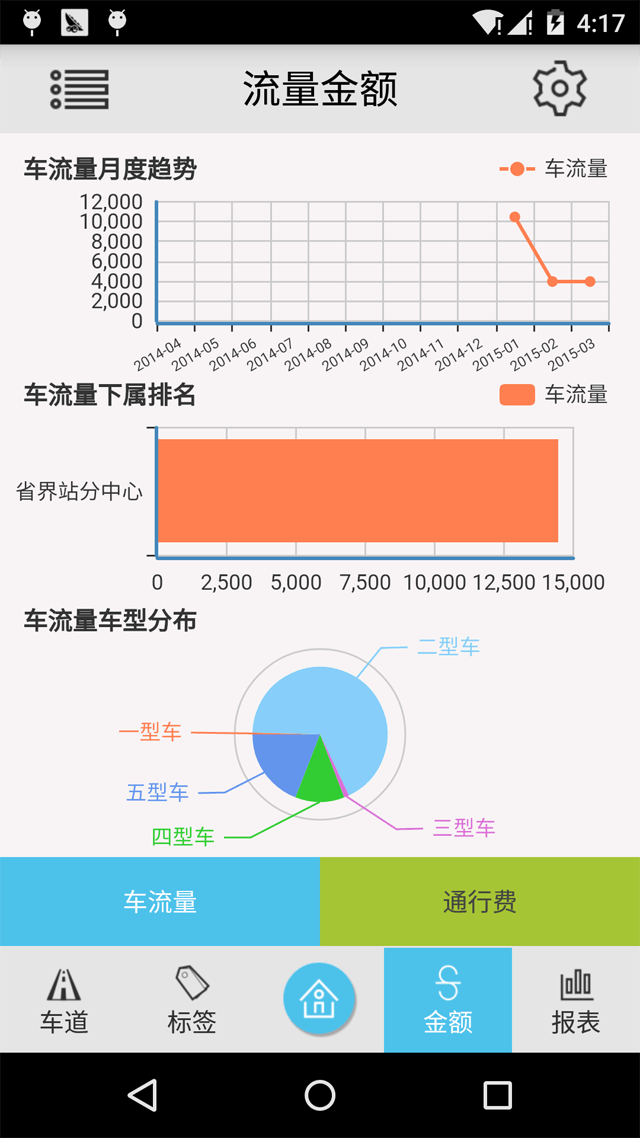 4:17
流量金额
车流量月度趋势
车流量
12,000
10,000
8,000
6,000
4,000
2,000
0
2014-04 2014-05 2014-06 2014-07 2014-08 2014-09 2014-10 2014-11 2014-12 2015-01 2015-02 2015-03
车流量下属排名
车流量
省界站分中心
0 2,500 5,000 7,500 10,000 12,500 15,000
车流量车型分布
二型车
一型车
五型车
三型车
四型车
车流量 通行费
车道 标签 金额 报表